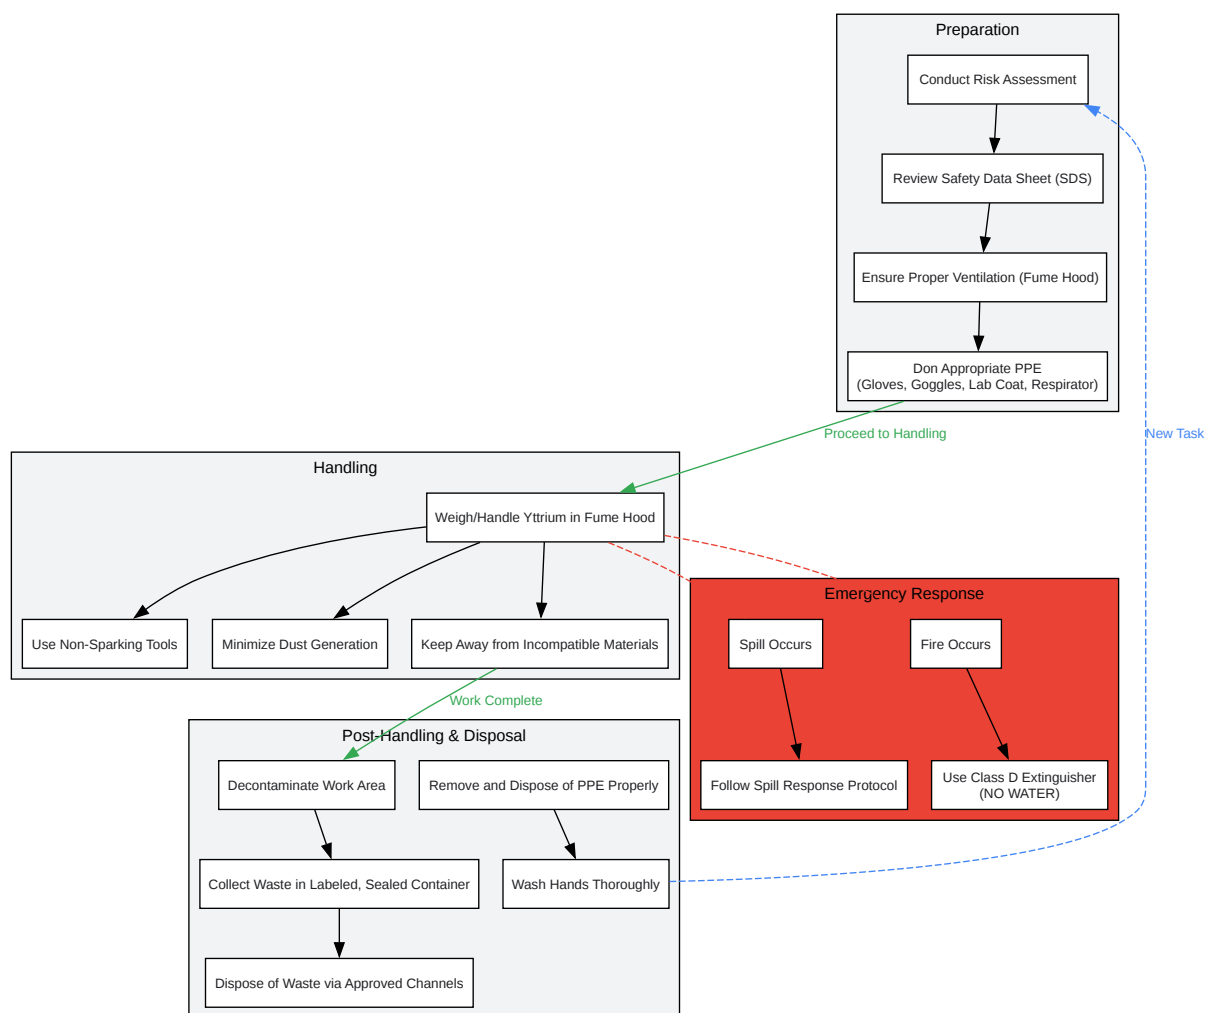 Preparation
Conduct Risk Assessment
Review Safety Data Sheet (SDS)
Ensure Proper Ventilation (Fume Hood)
Don Appropriate PPE
(Gloves, Goggles, Lab Coat, Respirator)
Proceed to Handling
New Task
Handling
Weigh/Handle Yttrium in Fume Hood
Use Non-Sparking Tools
Minimize Dust Generation
Keep Away from Incompatible Materials
Emergency Response
Spill Occurs
Fire Occurs
Follow Spill Response Protocol
Use Class D Extinguisher
(NO WATER)
Work Complete
Post-Handling & Disposal
Decontaminate Work Area
Remove and Dispose of PPE Properly
Collect Waste in Labeled, Sealed Container
Wash Hands Thoroughly
Dispose of Waste via Approved Channels